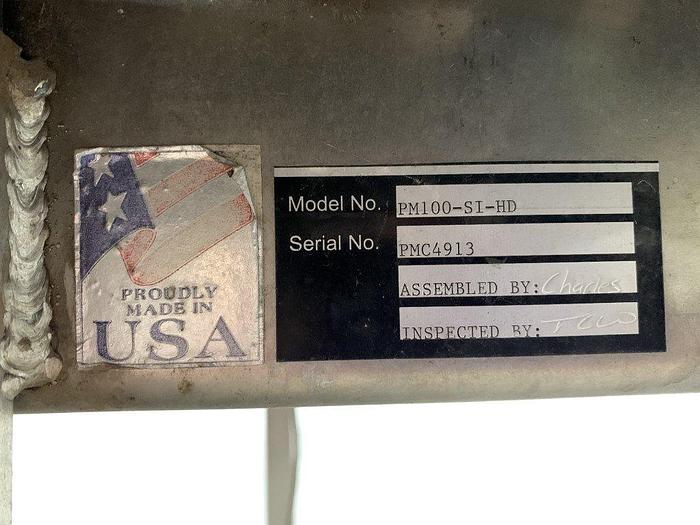 PROUDLY
MADE IN
USA
Model No. PM100-SI-HD
Serial No. PMC4913
ASSEMBLED BY: Charles
INSPECTED BY: